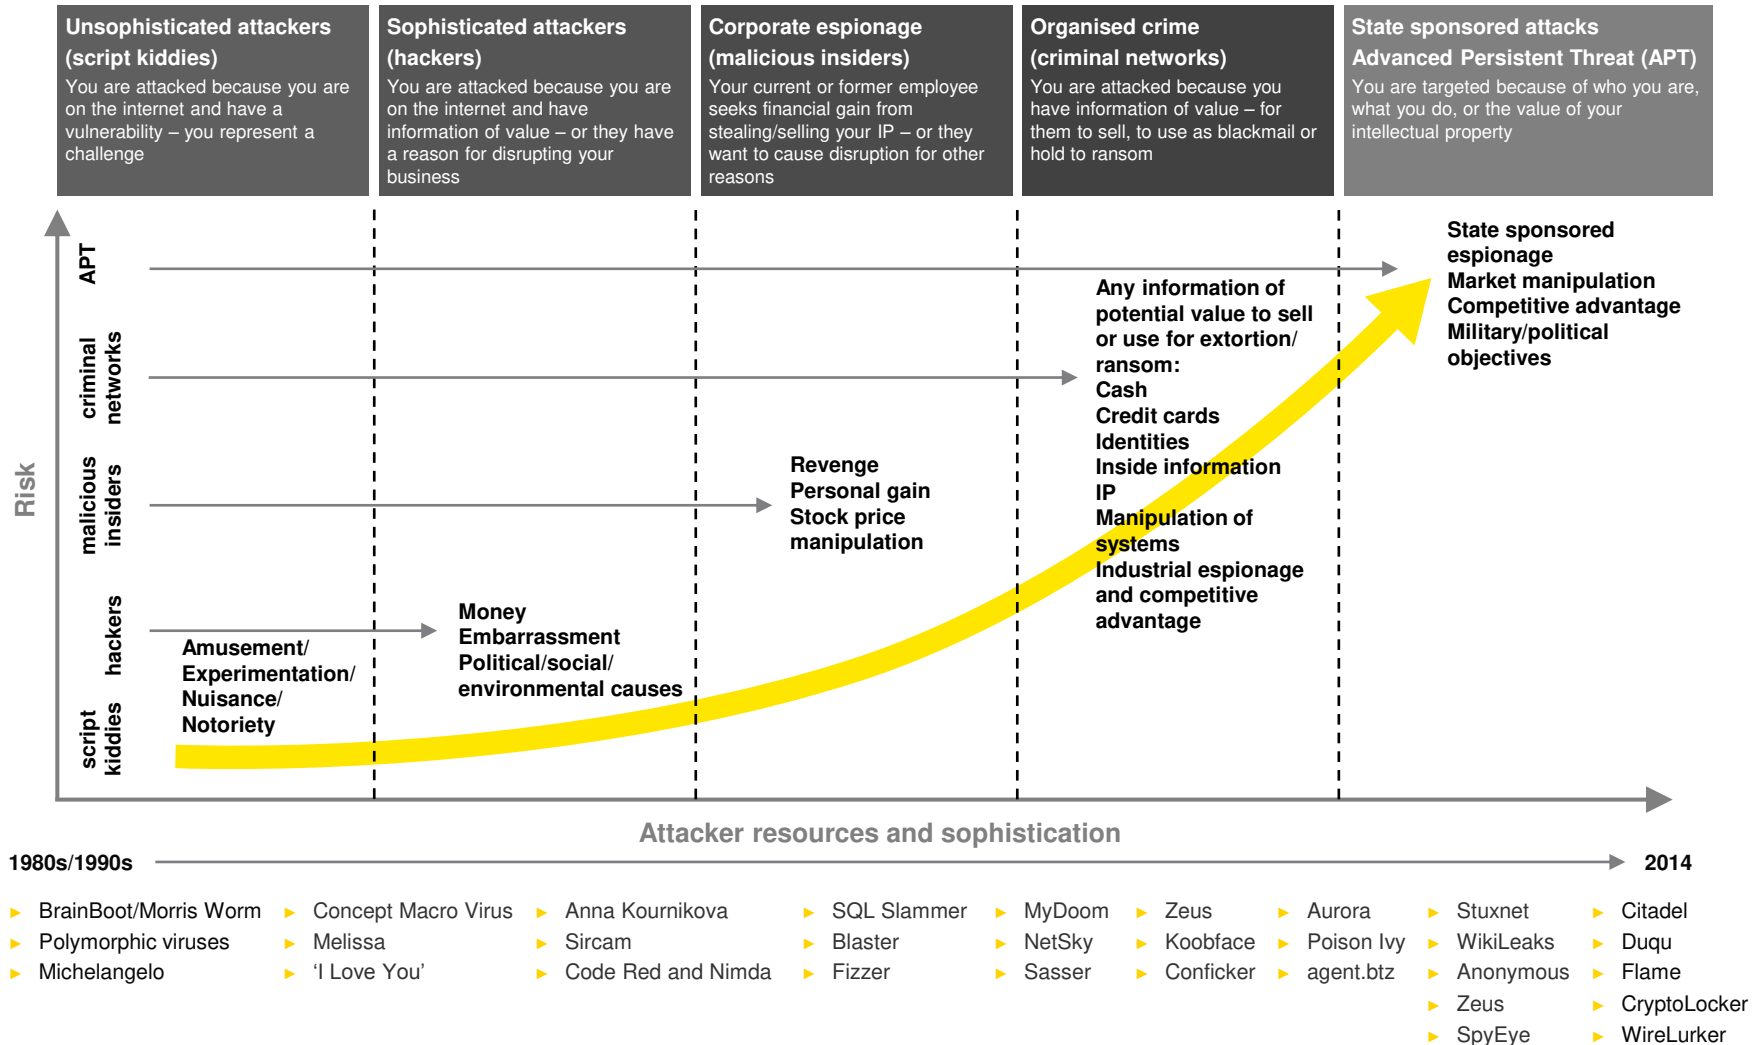 Unsophisticated attackers
(script kiddies)
You are attacked because you are
on the internet and have a
vulnerability – you represent a
challenge
Sophisticated attackers
(hackers)
You are attacked because you are
on the internet and have
information of value – or they have
a reason for disrupting your
business
Corporate espionage
(malicious insiders)
Your current or former employee
seeks financial gain from
stealing/selling your IP – or they
want to cause disruption for other
reasons
Organised crime
(criminal networks)
You are attacked because you
have information of value – for
them to sell, to use as blackmail or
hold to ransom
State sponsored attacks
Advanced Persistent Threat (APT)
You are targeted because of who you are,
what you do, or the value of your
intellectual property
Risk
APT
criminal
networks
malicious
insiders
hackers
script
kiddies
Amusement/
Experimentation/
Nuisance/
Notoriety
Money
Embarrassment
Political/social/
environmental causes
Revenge
Personal gain
Stock price
manipulation
Any information of
potential value to sell
or use for extortion/
ransom:
Cash
Credit cards
Identities
Inside information
IP
Manipulation of
systems
Industrial espionage
and competitive
advantage
State sponsored
espionage
Market manipulation
Competitive advantage
Military/political
objectives
Attacker resources and sophistication
1980s/1990s
2014
► BrainBoot/Morris Worm
► Polymorphic viruses
► Michelangelo
► Concept Macro Virus
► Melissa
► ‘I Love You’
► Anna Kournikova
► Sircam
► Code Red and Nimda
► SQL Slammer
► Blaster
► Fizzer
► MyDoom
► NetSky
► Sasser
► Zeus
► Koobface
► Conficker
► Aurora
► Poison Ivy
► agent.btz
► Stuxnet
► WikiLeaks
► Anonymous
► Zeus
► SpyEye
► Citadel
► Duqu
► Flame
► CryptoLocker
► WireLurker